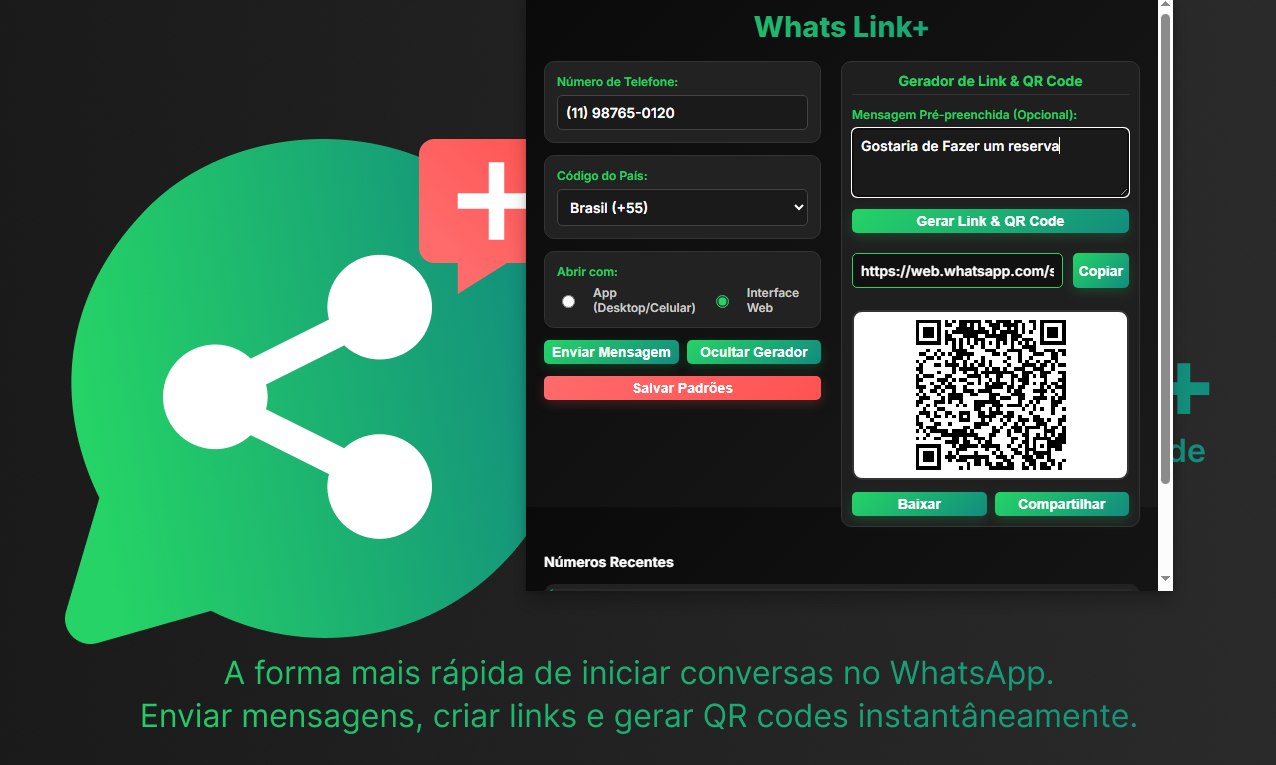 Whats Link+
Número de Telefone:
(11) 98765-0120
Código do País:
Brasil (+55)
Abrir com:
App
(Desktop/Celular)
Interface
Web
Enviar Mensagem
Ocultar Gerador
Salvar Padrões
Gerador de Link & QR Code
Mensagem Pré-preenchida (Opcional):
Gostaria de Fazer um reserva
Gerar Link & QR Code
https://web.whatsapp.com/s
Copiar
Baixar
Compartilhar
Números Recentes
+
de
A forma mais rápida de iniciar conversas no WhatsApp.
Enviar mensagens, criar links e gerar QR codes instantâneamente.